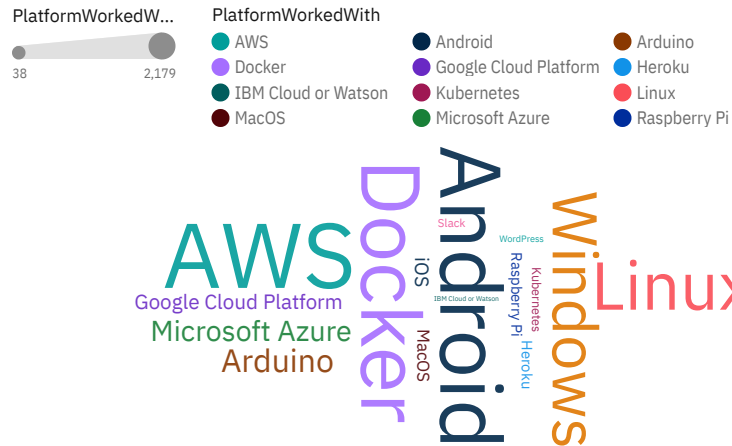 PlatformWorkedW...
38
2,179
PlatformWorkedWith
AWS
Android
Arduino
Docker
Google Cloud Platform
Heroku
IBM Cloud or Watson
Kubernetes
Linux
MacOS
Microsoft Azure
Raspberry Pi
AWS
Google Cloud Platform
Microsoft Azure
Arduino
Docker
iOS
MacOS
Android
Slack
IBM Cloud or Watson
WordPress
Raspberry Pi
Kubernetes
Heroku
Windows
Linux